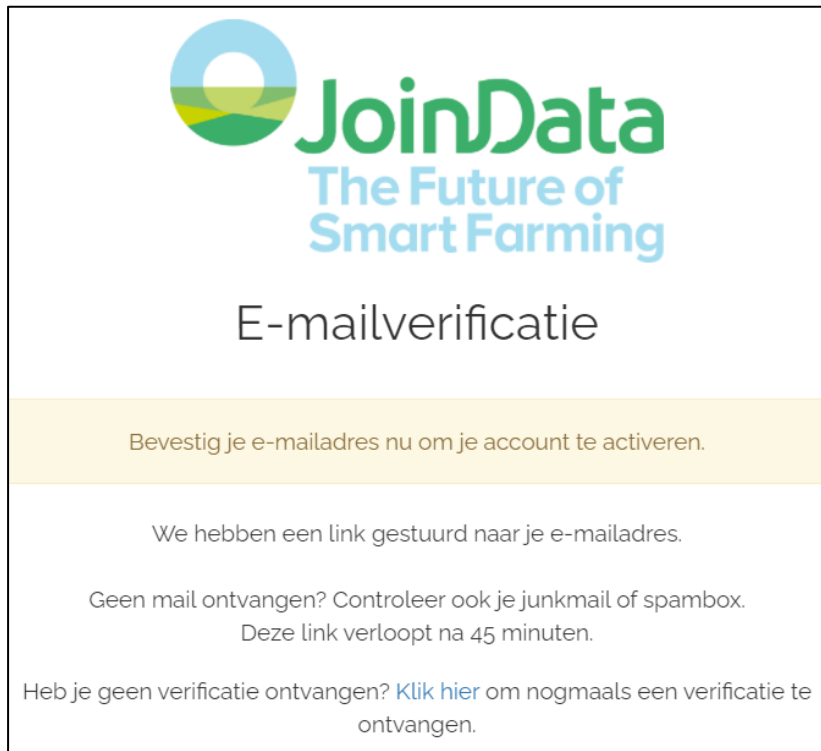 JoinData
The Future of
Smart Farming
E-mailverificatie
Bevestig je e-mailadres nu om je account te activeren.
We hebben een link gestuurd naar je e-mailadres.
Geen mail ontvangen? Controleer ook je junkmail of spambox.
Deze link verloopt na 45 minuten.
Heb je geen verificatie ontvangen? Klik hier om nogmaals een verificatie te
ontvangen.